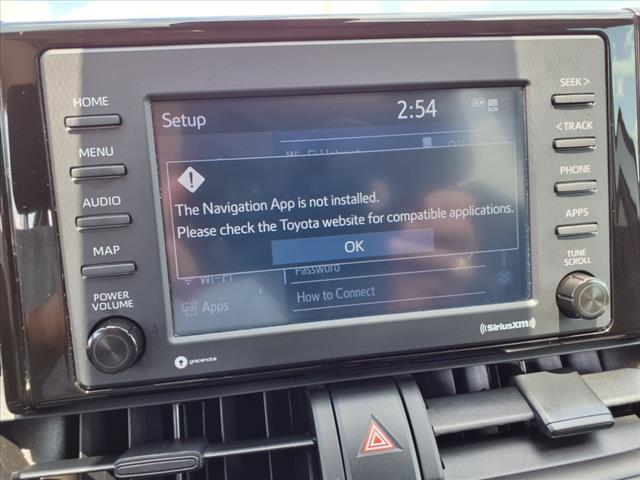 HOME
MENU
AUDIO
MAP
POWER
VOLUME
Setup
2:54
DCM
The Navigation App is not installed.
Please check the Toyota website for compatible applications.
OK
Wi-Fi
Password
Apps
How to Connect
SEEK >
< TRACK
PHONE
APPS
TUNE
SCROLL
gracenote
SiriusXM